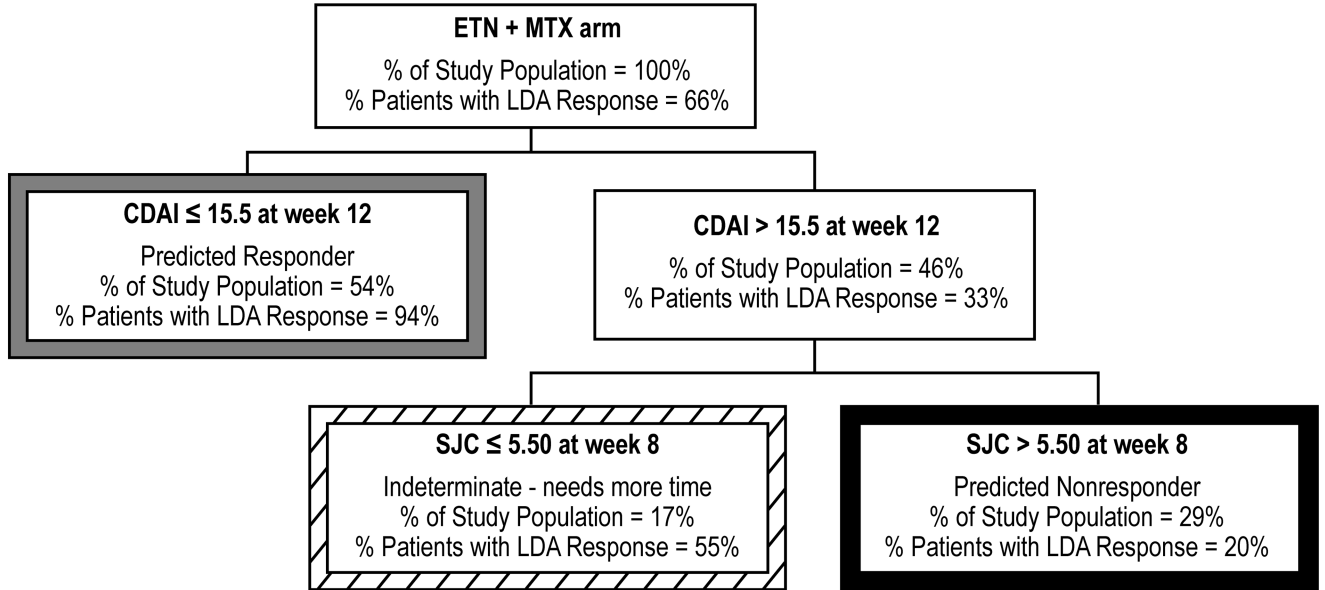 ETN + MTX arm
% of Study Population = 100%
% Patients with LDA Response = 66%
CDAI ≤ 15.5 at week 12
Predicted Responder
% of Study Population = 54%
% Patients with LDA Response = 94%
CDAI > 15.5 at week 12
% of Study Population = 46%
% Patients with LDA Response = 33%
SJC ≤ 5.50 at week 8
Indeterminate - needs more time
% of Study Population = 17%
% Patients with LDA Response = 55%
SJC > 5.50 at week 8
Predicted Nonresponder
% of Study Population = 29%
% Patients with LDA Response = 20%